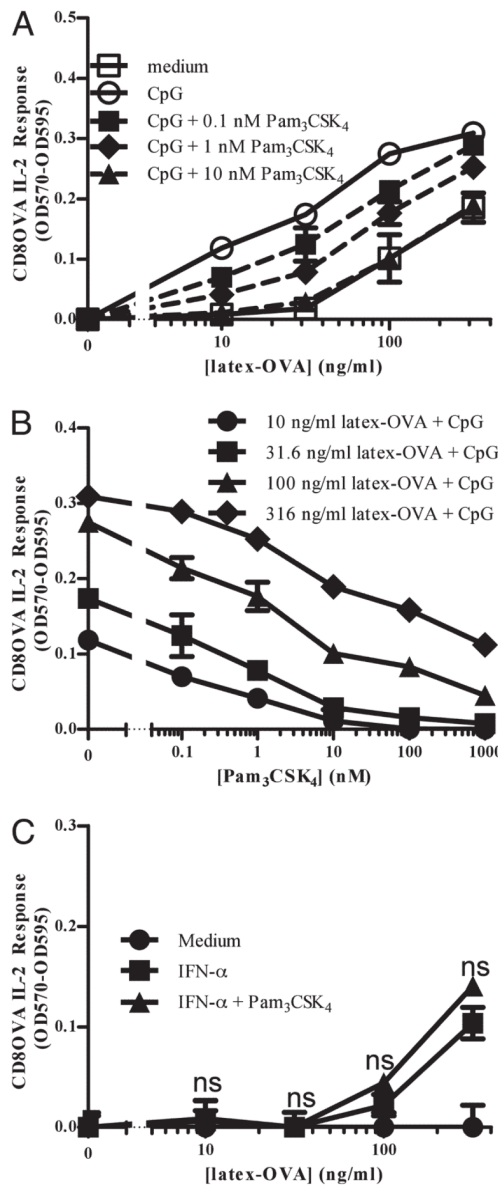 A
CD8OVA IL-2 Response
(OD570-OD595)
0.5
0.4
0.3
0.2
0.1
0.0
medium
CpG
CpG + 0.1 nM Pam₃CSK₄
CpG + 1 nM Pam₃CSK₄
CpG + 10 nM Pam₃CSK₄
0 10 100
[latex-OVA] (ng/ml)
B
CD8OVA IL-2 Response
(OD570-OD595)
0.4
0.3
0.2
0.1
0.0
10 ng/ml latex-OVA + CpG
31.6 ng/ml latex-OVA + CpG
100 ng/ml latex-OVA + CpG
316 ng/ml latex-OVA + CpG
0 0.1 1 10 100 1000
[Pam₃CSK₄] (nM)
C
CD8OVA IL-2 Response
(OD570-OD595)
0.3
0.2
0.1
0.0
Medium
IFN-α
IFN-α + Pam₃CSK₄
ns
ns
ns
ns
0 10 100
[latex-OVA] (ng/ml)